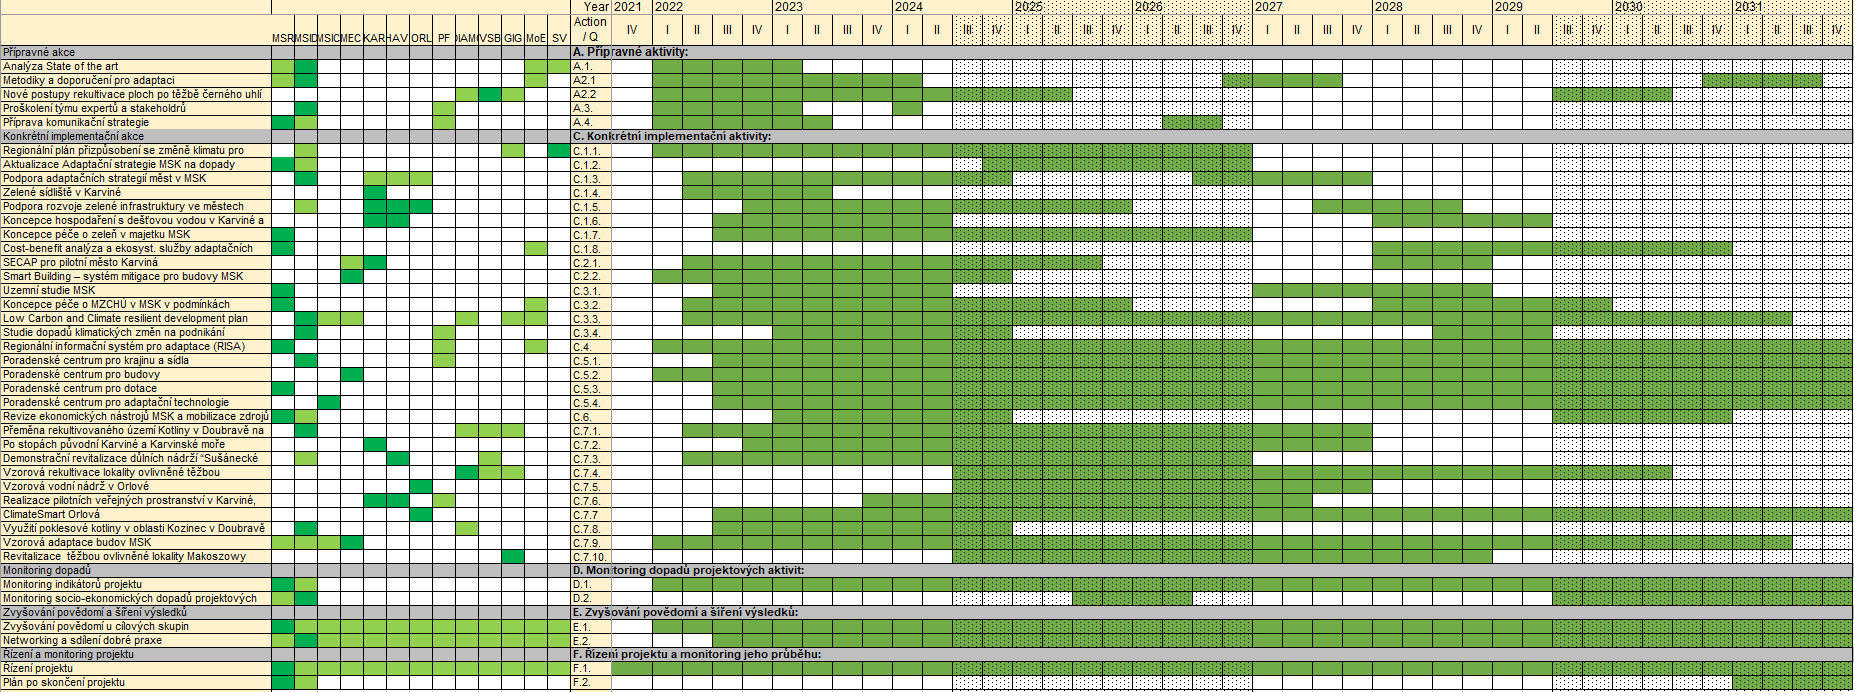 Year 2021 2022 2023 2024 2025 2026 2027 2028 2029 2030 2031
MSR MSID MSIC MEC KAR HAV ORL PF DIAMO VSB GIG MoE SV Action / Q IV I II III IV I II III IV I II III IV I II III IV I II III IV I II III IV I II III IV I II III IV
Přípravné akce A. Přípravné aktivity:
Analýza State of the art A.1.
Metodiky a doporučení pro adaptaci A2.1
Nové postupy rekultivace ploch po těžbě černého uhlí A2.2
Proškolení týmu expertů a stakeholdrů A.3.
Příprava komunikační strategie A.4.
Konkrétní implementační akce C. Konkrétní implementační aktivity:
Regionální plán přizpůsobení se změně klimatu pro C.1.1.
Aktualizace Adaptační strategie MSK na dopady C.1.2.
Podpora adaptačních strategií měst v MSK C.1.3.
Zelené sídliště v Karviné C.1.4.
Podpora rozvoje zelené infrastruktury ve městech C.1.5.
Koncepce hospodaření s dešťovou vodou v Karviné a C.1.6.
Koncepce péče o zeleň v majetku MSK C.1.7.
Cost-benefit analýza a ekosyst. služby adaptačních C.1.8.
SECAP pro pilotní město Karviná C.2.1.
Smart Building – systém mitigace pro budovy MSK C.2.2.
Uzemní studie MSK C.3.1.
Koncepce péče o MZCHÚ v MSK v podmínkách C.3.2.
Low Carbon and Climate resilient development plan C.3.3.
Studie dopadů klimatických změn na podnikání C.3.4.
Regionální informační systém pro adaptace (RISA) C.4.
Poradenské centrum pro krajinu a sídla C.5.1.
Poradenské centrum pro budovy C.5.2.
Poradenské centrum pro dotace C.5.3.
Poradenské centrum pro adaptační technologie C.5.4.
Revize ekonomických nástrojů MSK a mobilizace zdrojů C.6.
Přeměna rekultivovaného území Kotliny v Doubravě na C.7.1.
Po stopách původní Karviné a Karvinské moře C.7.2.
Demonstrační revitalizace důlních nádrží “Sušánecké C.7.3.
Vzorová rekultivace lokality ovlivněné těžbou C.7.4.
Vzorová vodní nádrž v Orlové C.7.5.
Realizace pilotních veřejných prostranství v Karviné, C.7.6.
ClimateSmart Orlová C.7.7
Využití poklesové kotliny v oblasti Kozinec v Doubravě C.7.8.
Vzorová adaptace budov MSK C.7.9.
Revitalizace těžbou ovlivněné lokality Makoszowy C.7.10.
Monitoring dopadů D. Monitoring dopadů projektových aktivit:
Monitoring indikátorů projektu D.1.
Monitoring socio-ekonomických dopadů projektových D.2.
Zvyšování povědomí a šíření výsledků E. Zvyšování povědomí a šíření výsledků:
Zvyšování povědomí u cílových skupin E.1.
Networking a sdílení dobré praxe E.2.
Řízení a monitoring projektu F. Řízení projektu a monitoring jeho průběhu:
Řízení projektu F.1.
Plán po skončení projektu F.2.